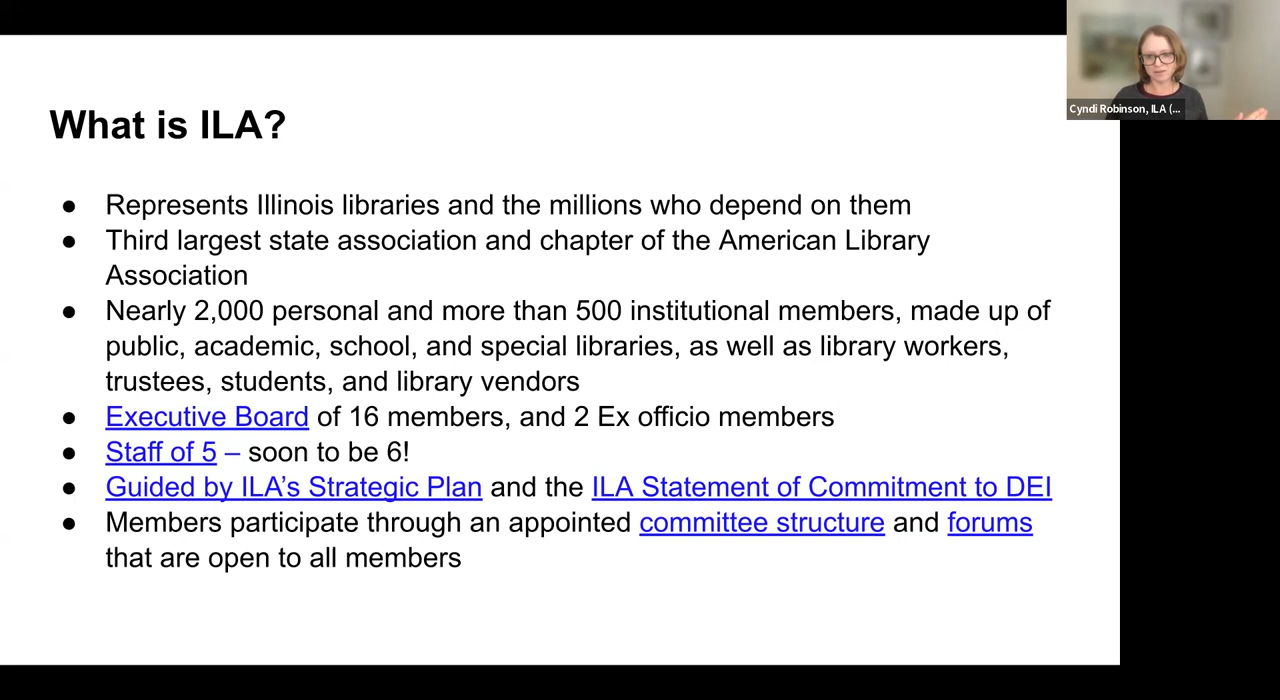 Cyndi Robinson, ILA (...
What is ILA?
● Represents Illinois libraries and the millions who depend on them
● Third largest state association and chapter of the American Library
Association
● Nearly 2,000 personal and more than 500 institutional members, made up of
public, academic, school, and special libraries, as well as library workers,
trustees, students, and library vendors
● Executive Board of 16 members, and 2 Ex officio members
● Staff of 5 – soon to be 6!
● Guided by ILA’s Strategic Plan and the ILA Statement of Commitment to DEI
● Members participate through an appointed committee structure and forums
that are open to all members